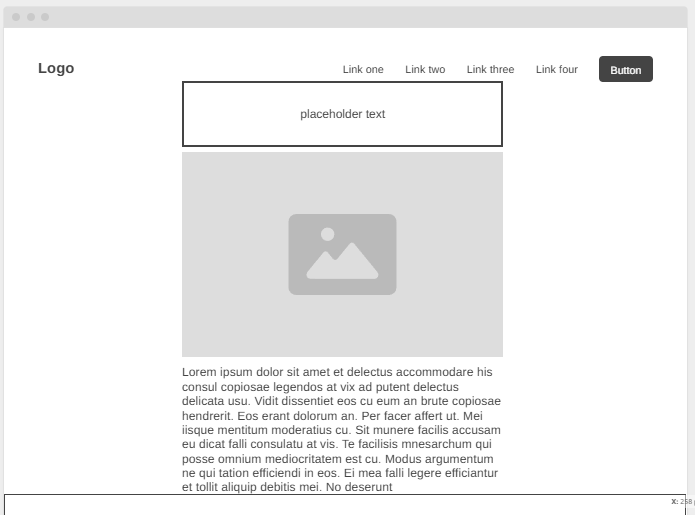 Logo
Link one Link two Link three Link four Button
placeholder text
Lorem ipsum dolor sit amet et delectus accommodare his
consul copiosae legendos at vix ad putent delectus
delicata usu. Vidit dissentiet eos cu eum an brute copiosae
hendrerit. Eos erant dolorum an. Per facer affert ut. Mei
iisque mentitum moderatius cu. Sit munere facilis accusam
eu dicat falli consulatu at vis. Te facilisis mnesarchum qui
posse omnium mediocritatem est cu. Modus argumentum
ne qui tation efficiendi in eos. Ei mea falli legere efficiantur
et tollit aliquip debitis mei. No deserunt
X: 258